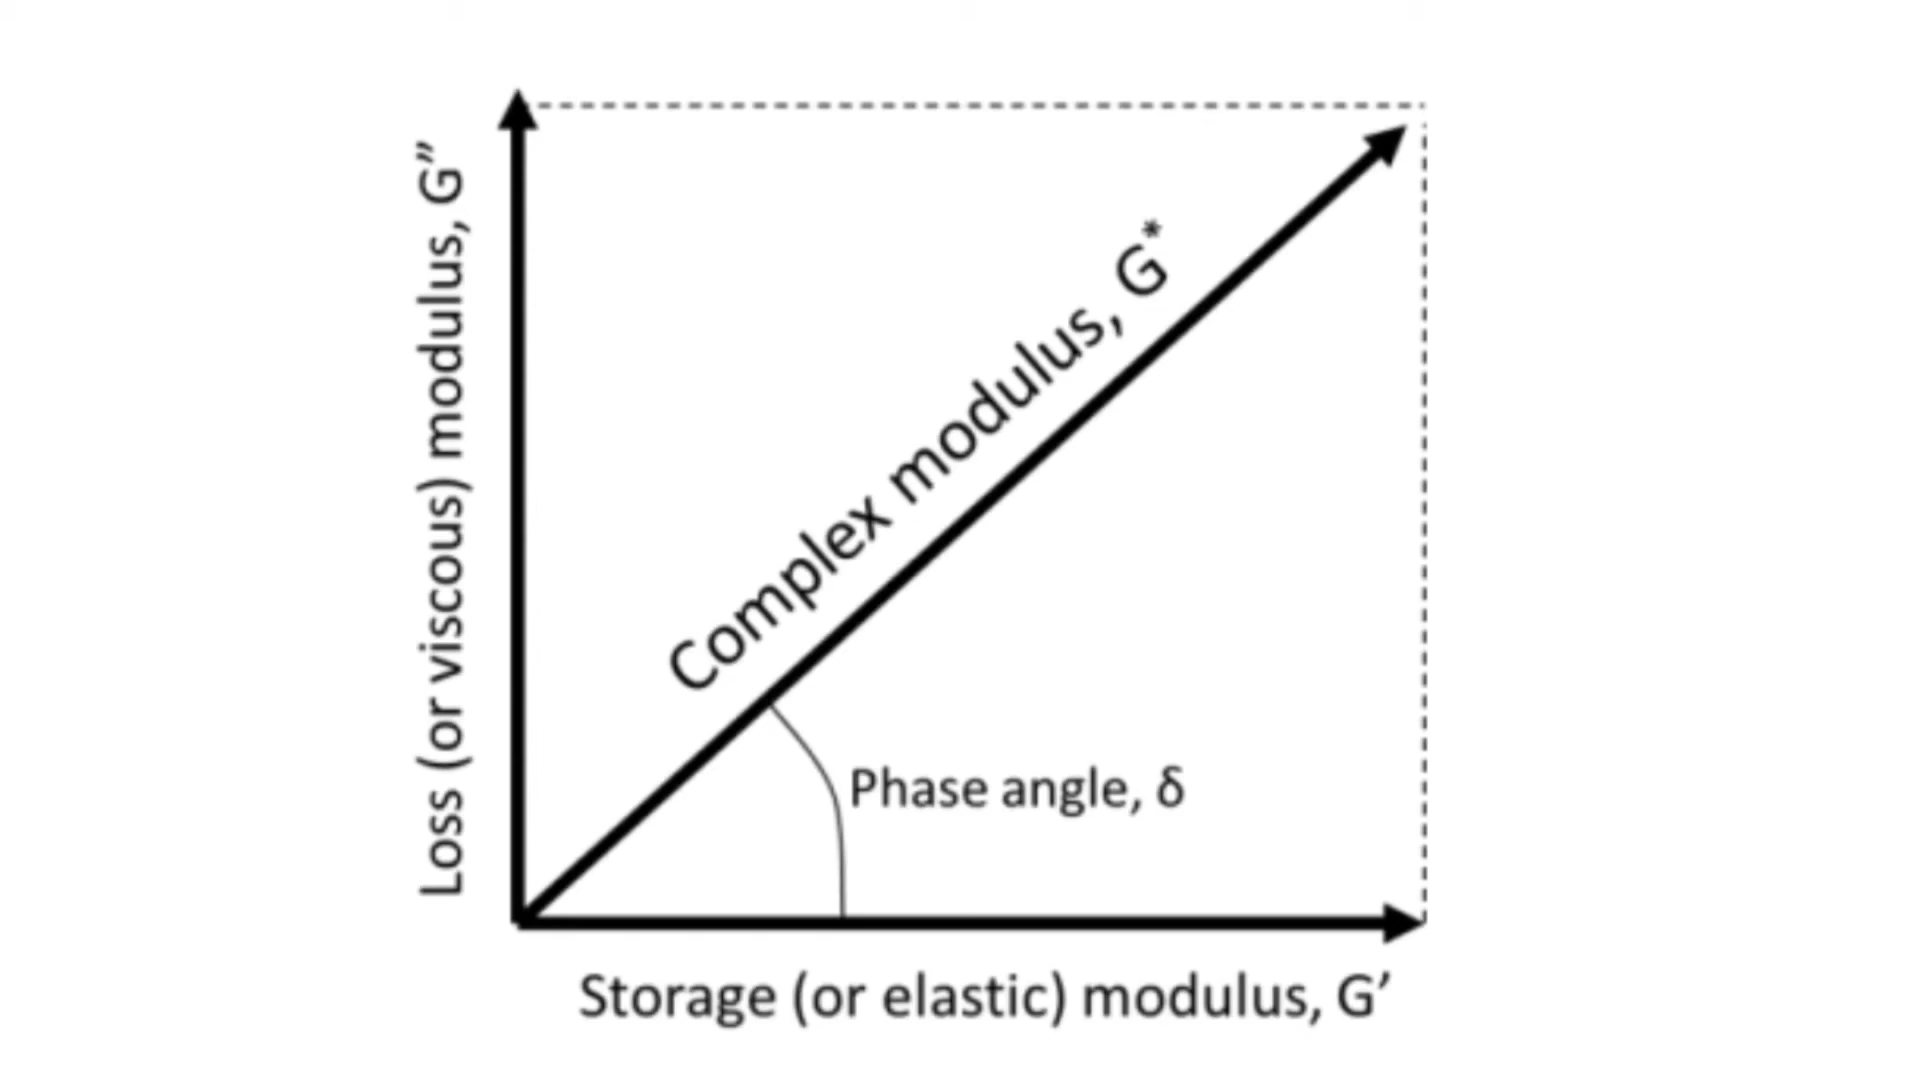 Loss (or viscous) modulus, G”
Complex modulus, G*
Phase angle, δ
Storage (or elastic) modulus, G’